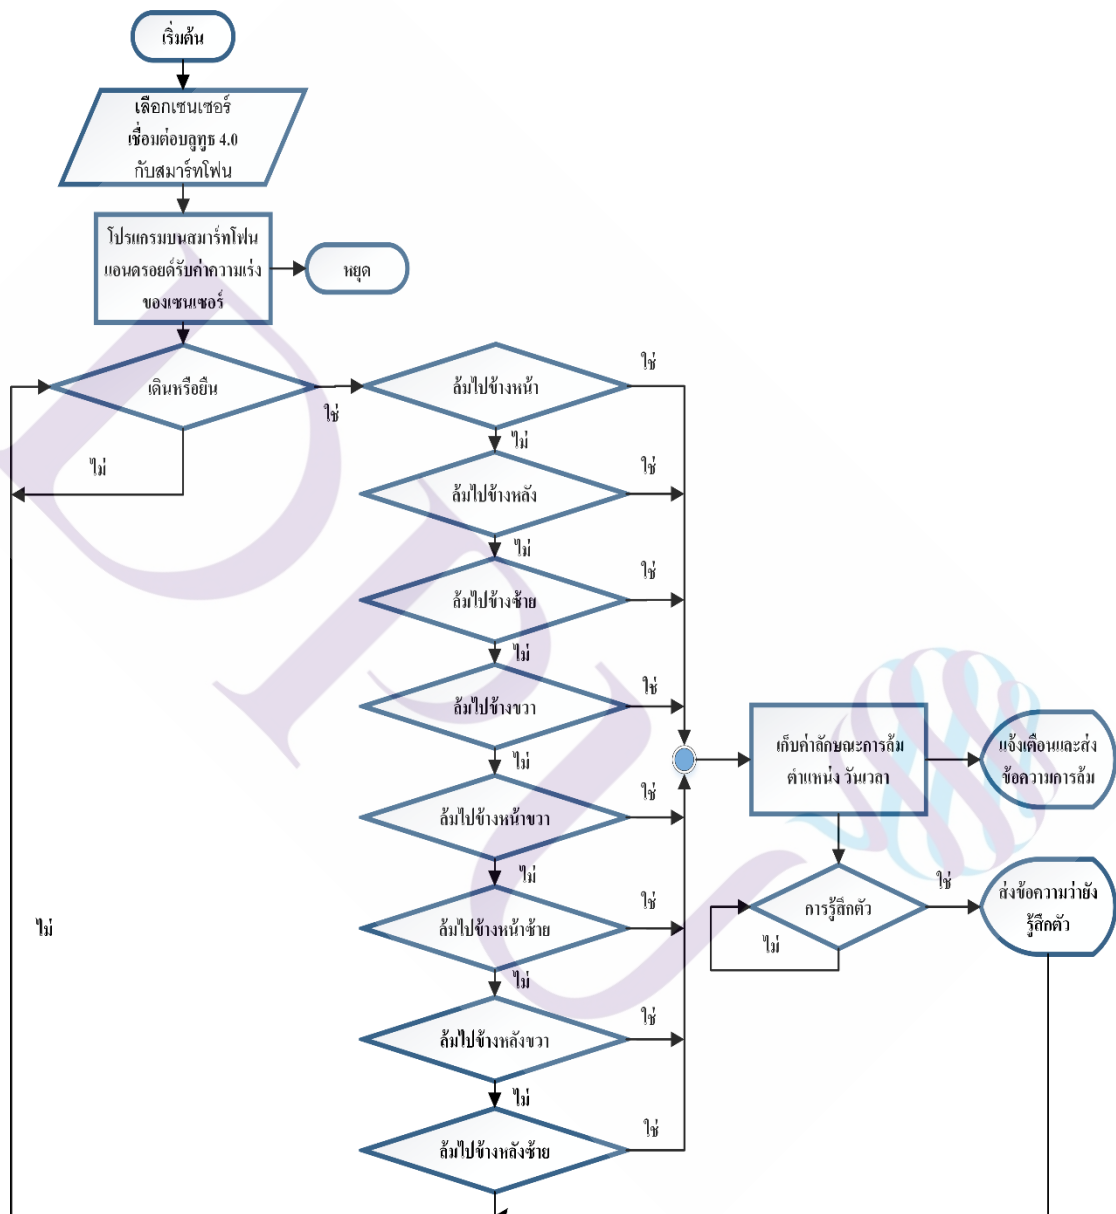 เริ่มต้น
เลือกเซนเซอร์
เชื่อมต่อบลูทูธ 4.0
กับสมาร์ทโฟน
โปรแกรมบนสมาร์ทโฟน
แอนดรอยด์รับค่าความเร่ง
ของเซนเซอร์
หยุด
เดินหรือยืน
ใช่
ไม่
ล้มไปข้างหน้า
ใช่
ไม่
ล้มไปข้างหลัง
ใช่
ไม่
ล้มไปข้างซ้าย
ใช่
ไม่
ล้มไปข้างขวา
ใช่
ไม่
ล้มไปข้างหน้าขวา
ใช่
ไม่
ล้มไปข้างหน้าซ้าย
ใช่
ไม่
ล้มไปข้างหลังขวา
ใช่
ไม่
ล้มไปข้างหลังซ้าย
ใช่
ไม่
เก็บค่าลักษณะการล้ม
ตำแหน่ง วันเวลา
แจ้งเตือนและส่ง
ข้อความการล้ม
การรู้สึกตัว
ใช่
ไม่
ส่งข้อความว่ายัง
รู้สึกตัว
DPU